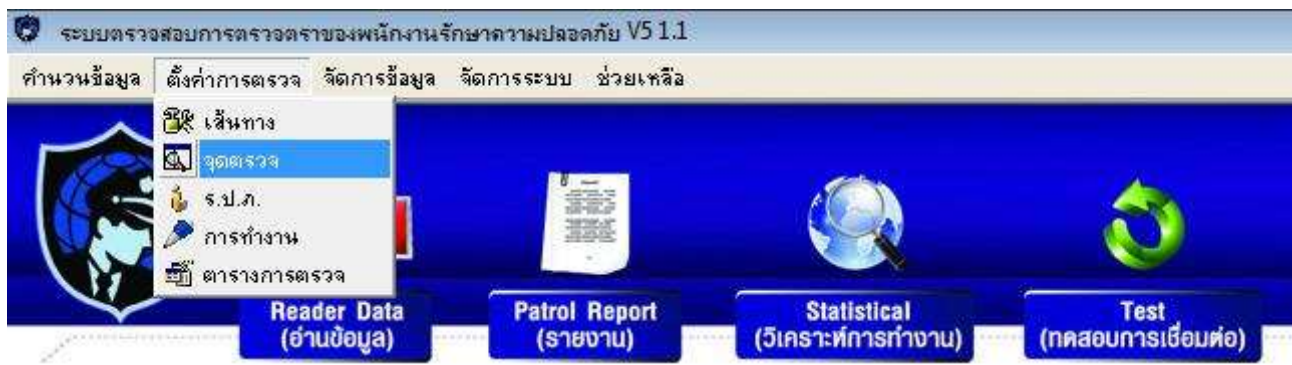 ระบบตรวจสอบการตรวจตราของพนักงานรักษาความปลอดภัย V5 1.1
คำนวนข้อมูล ตั้งค่าการตรวจ จัดการข้อมูล จัดการระบบ ช่วยเหลือ
เส้นทาง
จุดตรวจ
ร.ป.ภ.
การทำงาน
ตารางการตรวจ
Reader Data
(อ่านข้อมูล)
Patrol Report
(รายงาน)
Statistical
(วิเคราะห์การทำงาน)
Test
(ทดสอบการเชื่อมต่อ)